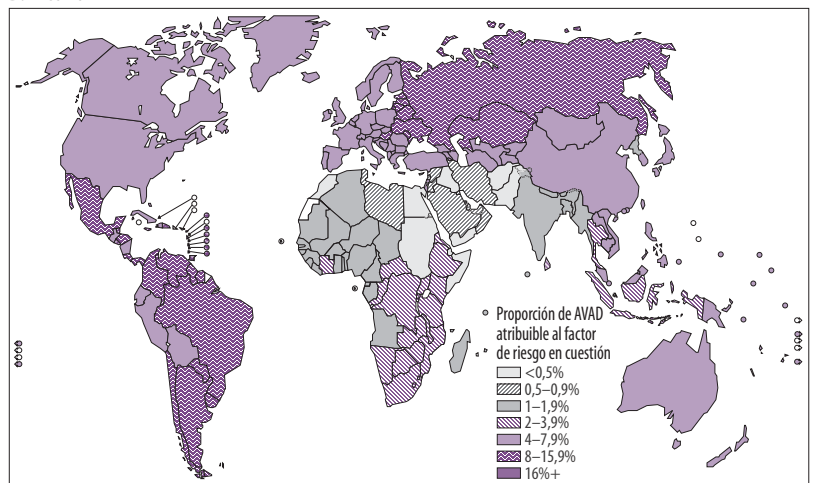 Proporción de AVAD
atribuible al factor
de riesgo en cuestión
<0,5%
0,5–0,9%
1–1,9%
2–3,9%
4–7,9%
8–15,9%
16%+